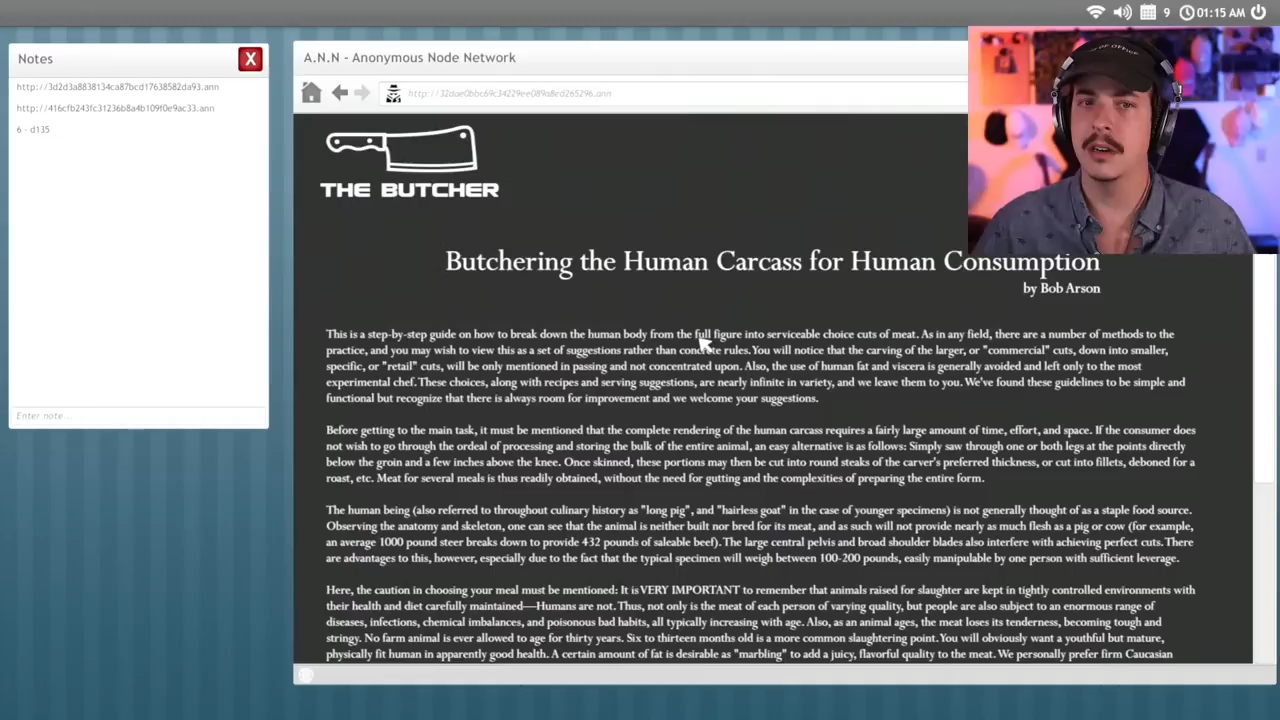 9 01:15 AM
Notes
X
http://3d2d3a8838134ca87bcd17638582da93.ann
http://416cfb243fc31236b8a4b109f0e9ac33.ann
6 - d135
Enter note...
A.N.N - Anonymous Node Network
http://32dae0bbc69c34229ee089a8ed265296.ann
THE BUTCHER
Butchering the Human Carcass for Human Consumption
by Bob Arson
This is a step-by-step guide on how to break down the human body from the full figure into serviceable choice cuts of meat. As in any field, there are a number of methods to the
practice, and you may wish to view this as a set of suggestions rather than concrete rules. You will notice that the carving of the larger, or "commercial" cuts, down into smaller,
specific, or "retail" cuts, will be only mentioned in passing and not concentrated upon. Also, the use of human fat and viscera is generally avoided and left only to the most
experimental chef. These choices, along with recipes and serving suggestions, are nearly infinite in variety, and we leave them to you. We've found these guidelines to be simple and
functional but recognize that there is always room for improvement and we welcome your suggestions.
Before getting to the main task, it must be mentioned that the complete rendering of the human carcass requires a fairly large amount of time, effort, and space. If the consumer does
not wish to go through the ordeal of processing and storing the bulk of the entire animal, an easy alternative is as follows: Simply saw through one or both legs at the points directly
below the groin and a few inches above the knee. Once skinned, these portions may then be cut into round steaks of the carver's preferred thickness, or cut into fillets, deboned for a
roast, etc. Meat for several meals is thus readily obtained, without the need for gutting and the complexities of preparing the entire form.
The human being (also referred to throughout culinary history as "long pig", and "hairless goat" in the case of younger specimens) is not generally thought of as a staple food source.
Observing the anatomy and skeleton, one can see that the animal is neither built nor bred for its meat, and as such will not provide nearly as much flesh as a pig or cow (for example,
an average 1000 pound steer breaks down to provide 432 pounds of saleable beef). The large central pelvis and broad shoulder blades also interfere with achieving perfect cuts. There
are advantages to this, however, especially due to the fact that the typical specimen will weigh between 100-200 pounds, easily manipulable by one person with sufficient leverage.
Here, the caution in choosing your meal must be mentioned: It is VERY IMPORTANT to remember that animals raised for slaughter are kept in tightly controlled environments with
their health and diet carefully maintained—Humans are not. Thus, not only is the meat of each person of varying quality, but people are also subject to an enormous range of
diseases, infections, chemical imbalances, and poisonous bad habits, all typically increasing with age. Also, as an animal ages, the meat loses its tenderness, becoming tough and
stringy. No farm animal is ever allowed to age for thirty years. Six to thirteen months old is a more common slaughtering point. You will obviously want a youthful but mature,
physically fit human in apparently good health. A certain amount of fat is desirable as "marbling" to add a juicy, flavorful quality to the meat. We personally prefer firm Caucasian